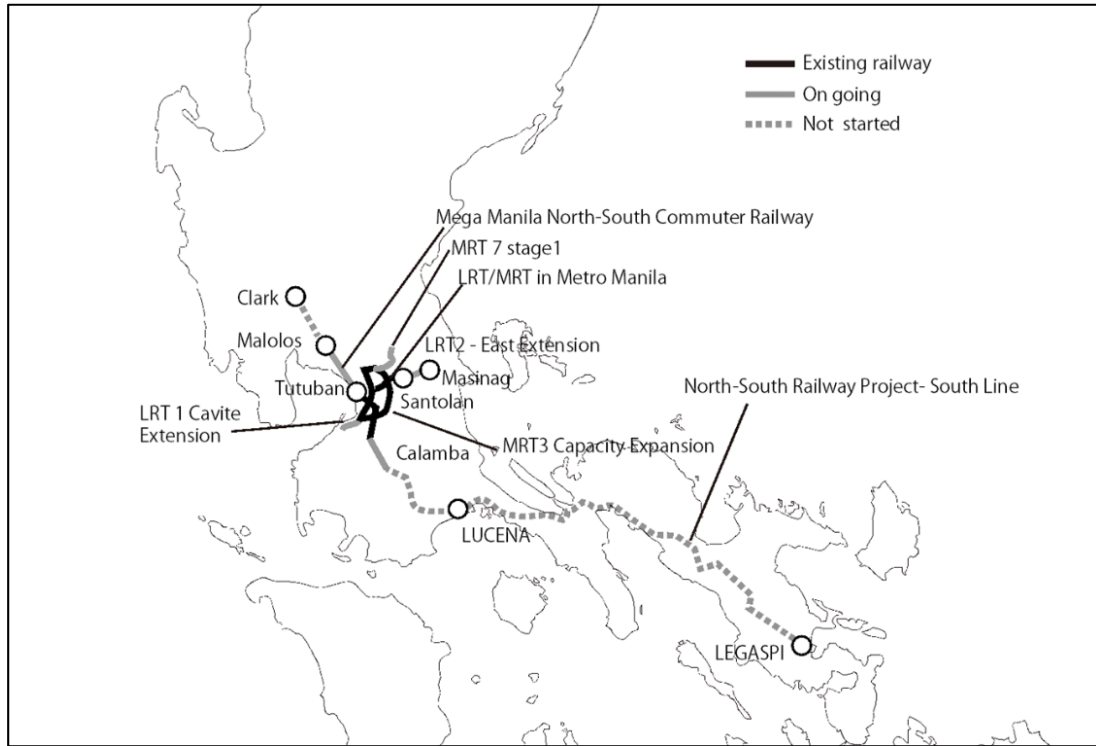 Existing railway
On going
Not started
Mega Manila North-South Commuter Railway
MRT 7 stage1
LRT/MRT in Metro Manila
Clark
Malolos
LRT2 - East Extension
Masinag
Tutuban
Santolan
North-South Railway Project- South Line
LRT 1 Cavite
Extension
Calamba
MRT3 Capacity Expansion
LUCENA
LEGASPI